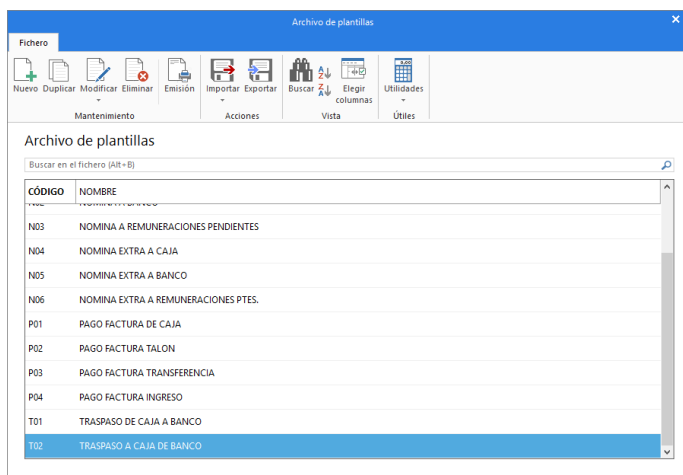 Archivo de plantillas
Fichero
Nuevo Duplicar Modificar Eliminar Emisión Importar Exportar Buscar Elegir columnas Utilidades
Mantenimiento Acciones Vista Útiles
Archivo de plantillas
Buscar en el fichero (Alt+B)
CÓDIGO NOMBRE
N03 NOMINA A REMUNERACIONES PENDIENTES
N04 NOMINA EXTRA A CAJA
N05 NOMINA EXTRA A BANCO
N06 NOMINA EXTRA A REMUNERACIONES PTES.
P01 PAGO FACTURA DE CAJA
P02 PAGO FACTURA TALON
P03 PAGO FACTURA TRANSFERENCIA
P04 PAGO FACTURA INGRESO
T01 TRASPASO DE CAJA A BANCO
T02 TRASPASO A CAJA DE BANCO